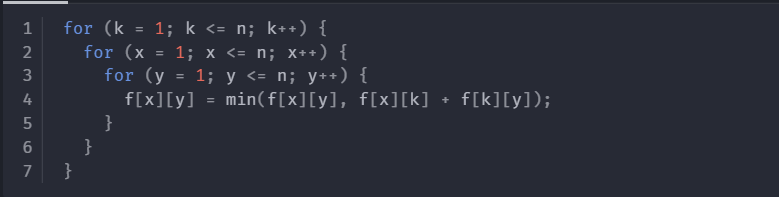 1 for (k = 1; k <= n; k++) {
2 for (x = 1; x <= n; x++) {
3 for (y = 1; y <= n; y++) {
4 f[x][y] = min(f[x][y], f[x][k] + f[k][y]);
5 }
6 }
7 }